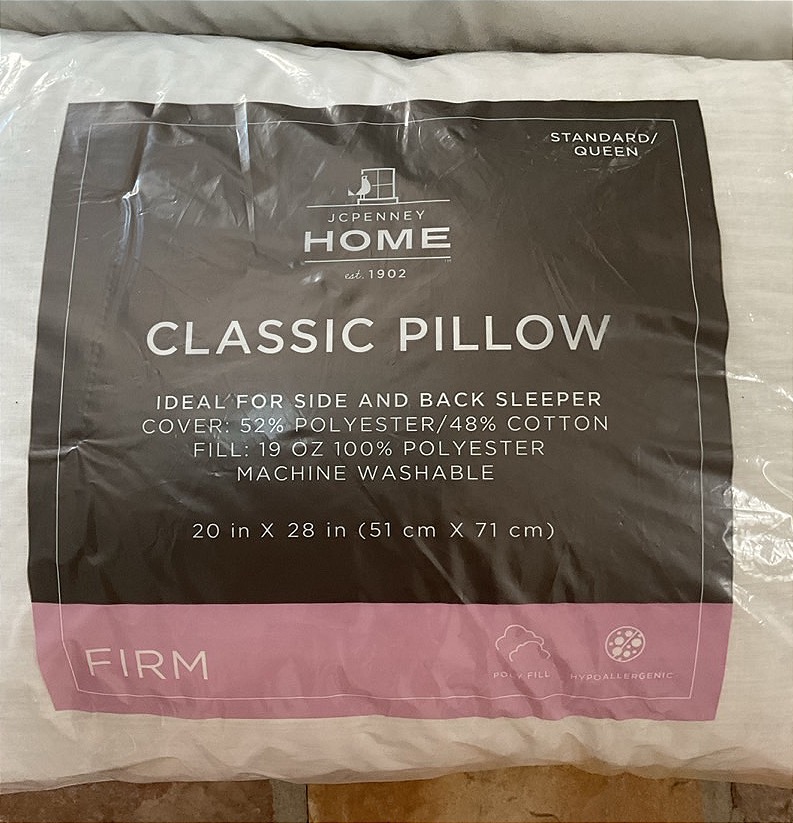 STANDARD/
QUEEN
JCPENNEY
HOME
est. 1902
CLASSIC PILLOW
IDEAL FOR SIDE AND BACK SLEEPER
COVER: 52% POLYESTER/48% COTTON
FILL: 19 OZ 100% POLYESTER
MACHINE WASHABLE
20 in X 28 in (51 cm X 71 cm)
FIRM
POLY FILL
HYPOALLERGENIC